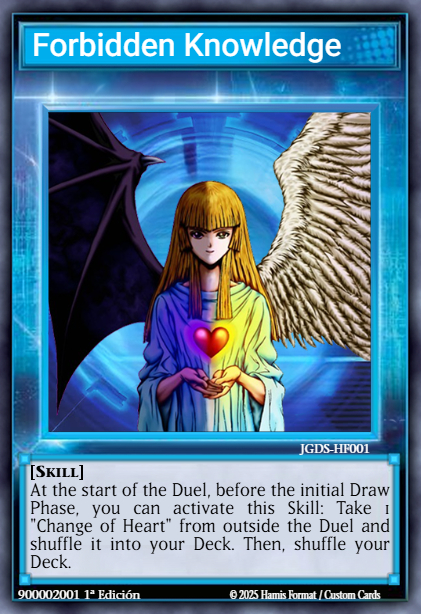 Forbidden Knowledge
JGDS-HF001
[SKILL]
At the start of the Duel, before the initial Draw
Phase, you can activate this Skill: Take 1
"Change of Heart" from outside the Duel and
shuffle it into your Deck. Then, shuffle your
Deck.
900002001 1ª Edición
©2025 Hamis Format / Custom Cards